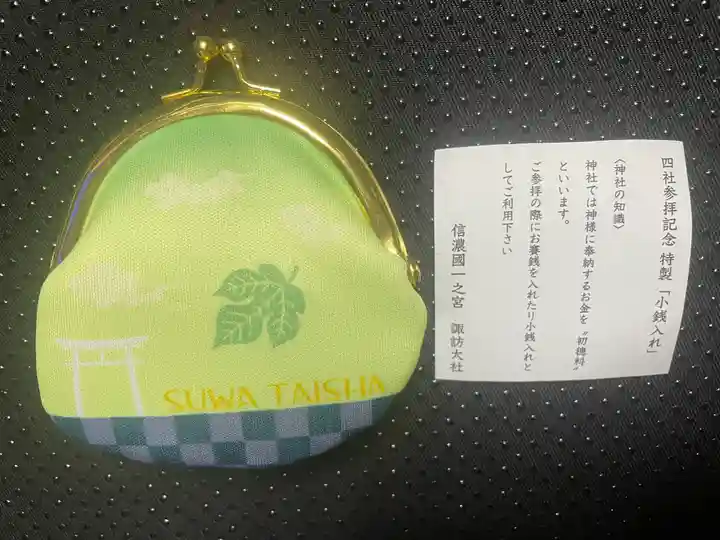 SUWA TAISHA
四社参拝記念 特製「小銭入れ」
〈神社の知識〉
神社では神様に奉納するお金を〝初穂料〟
といいます。
ご参拝の際にお賽銭を入れたり小銭入れと
してご利用下さい
信濃國一之宮 諏訪大社